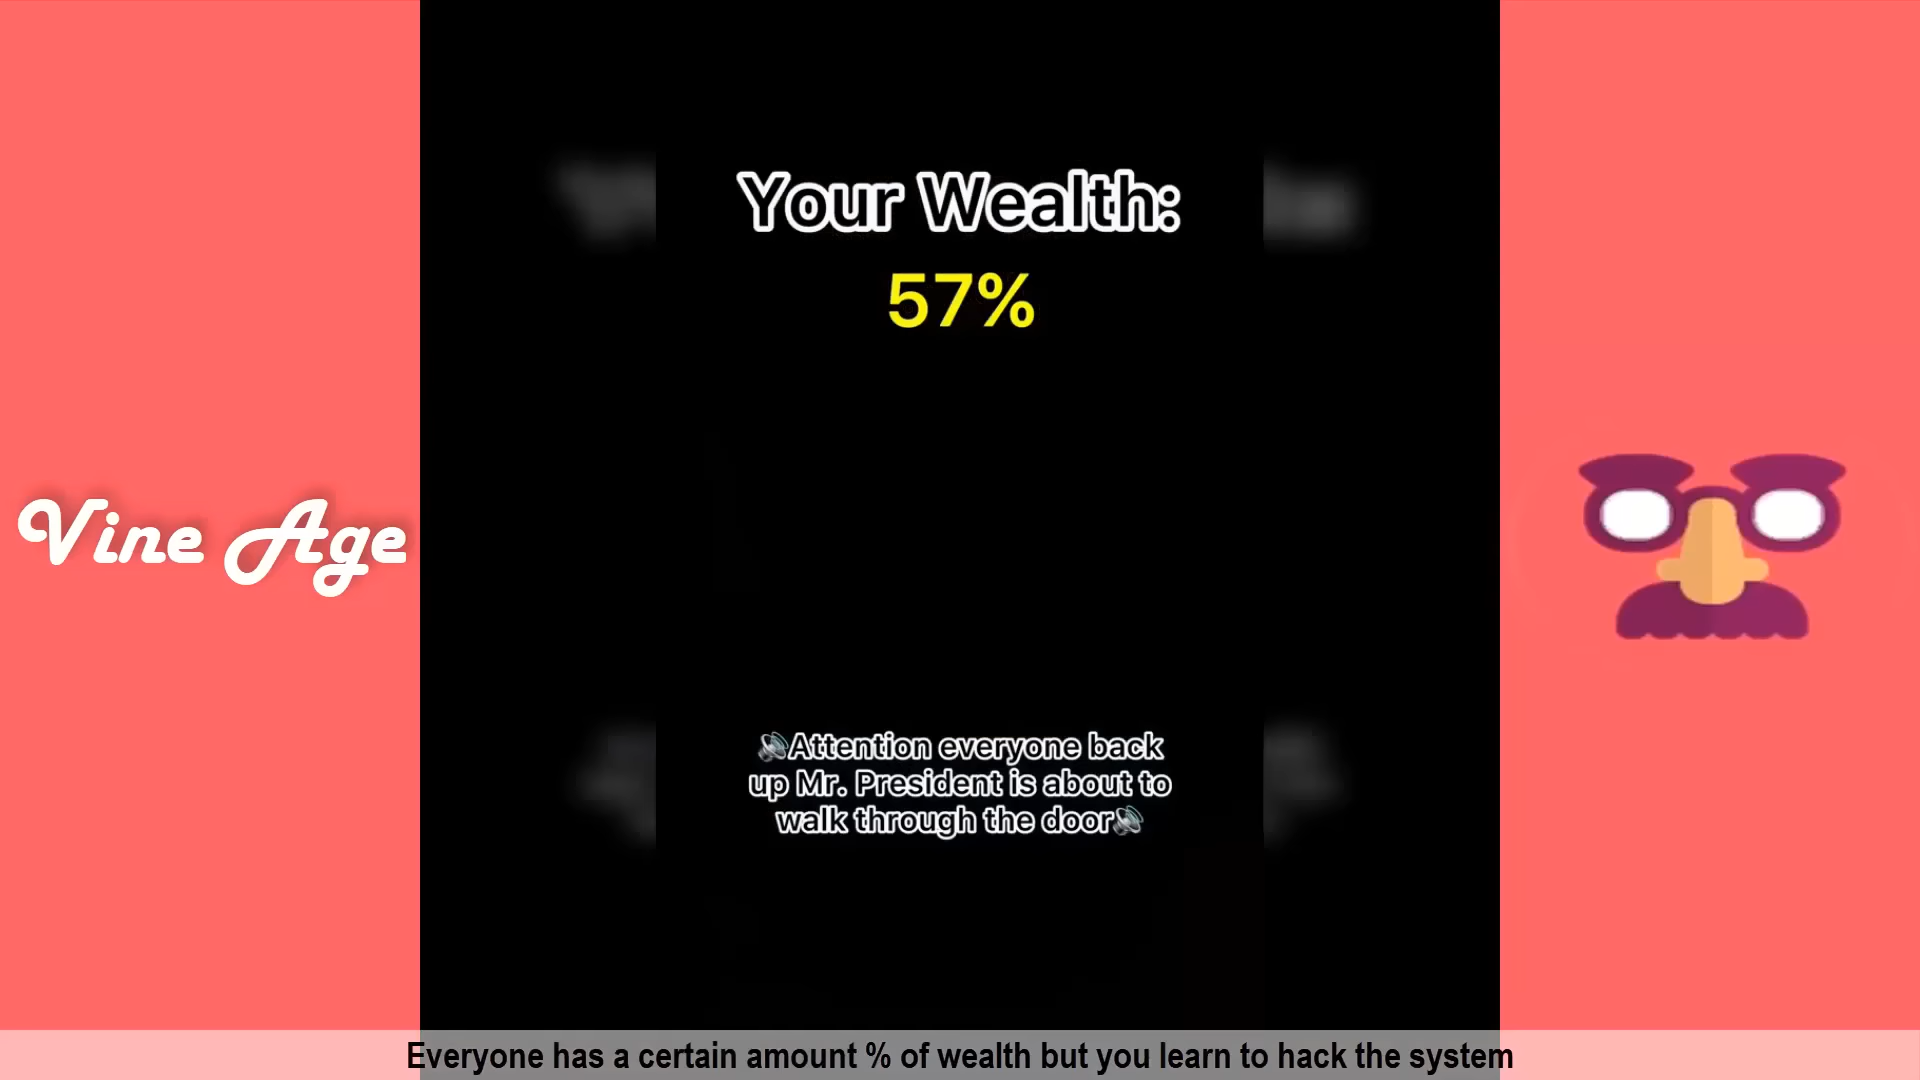 Your Wealth:
57%
Vine Age
🔊Attention everyone back
up Mr. President is about to
walk through the door🔊
Everyone has a certain amount % of wealth but you learn to hack the system